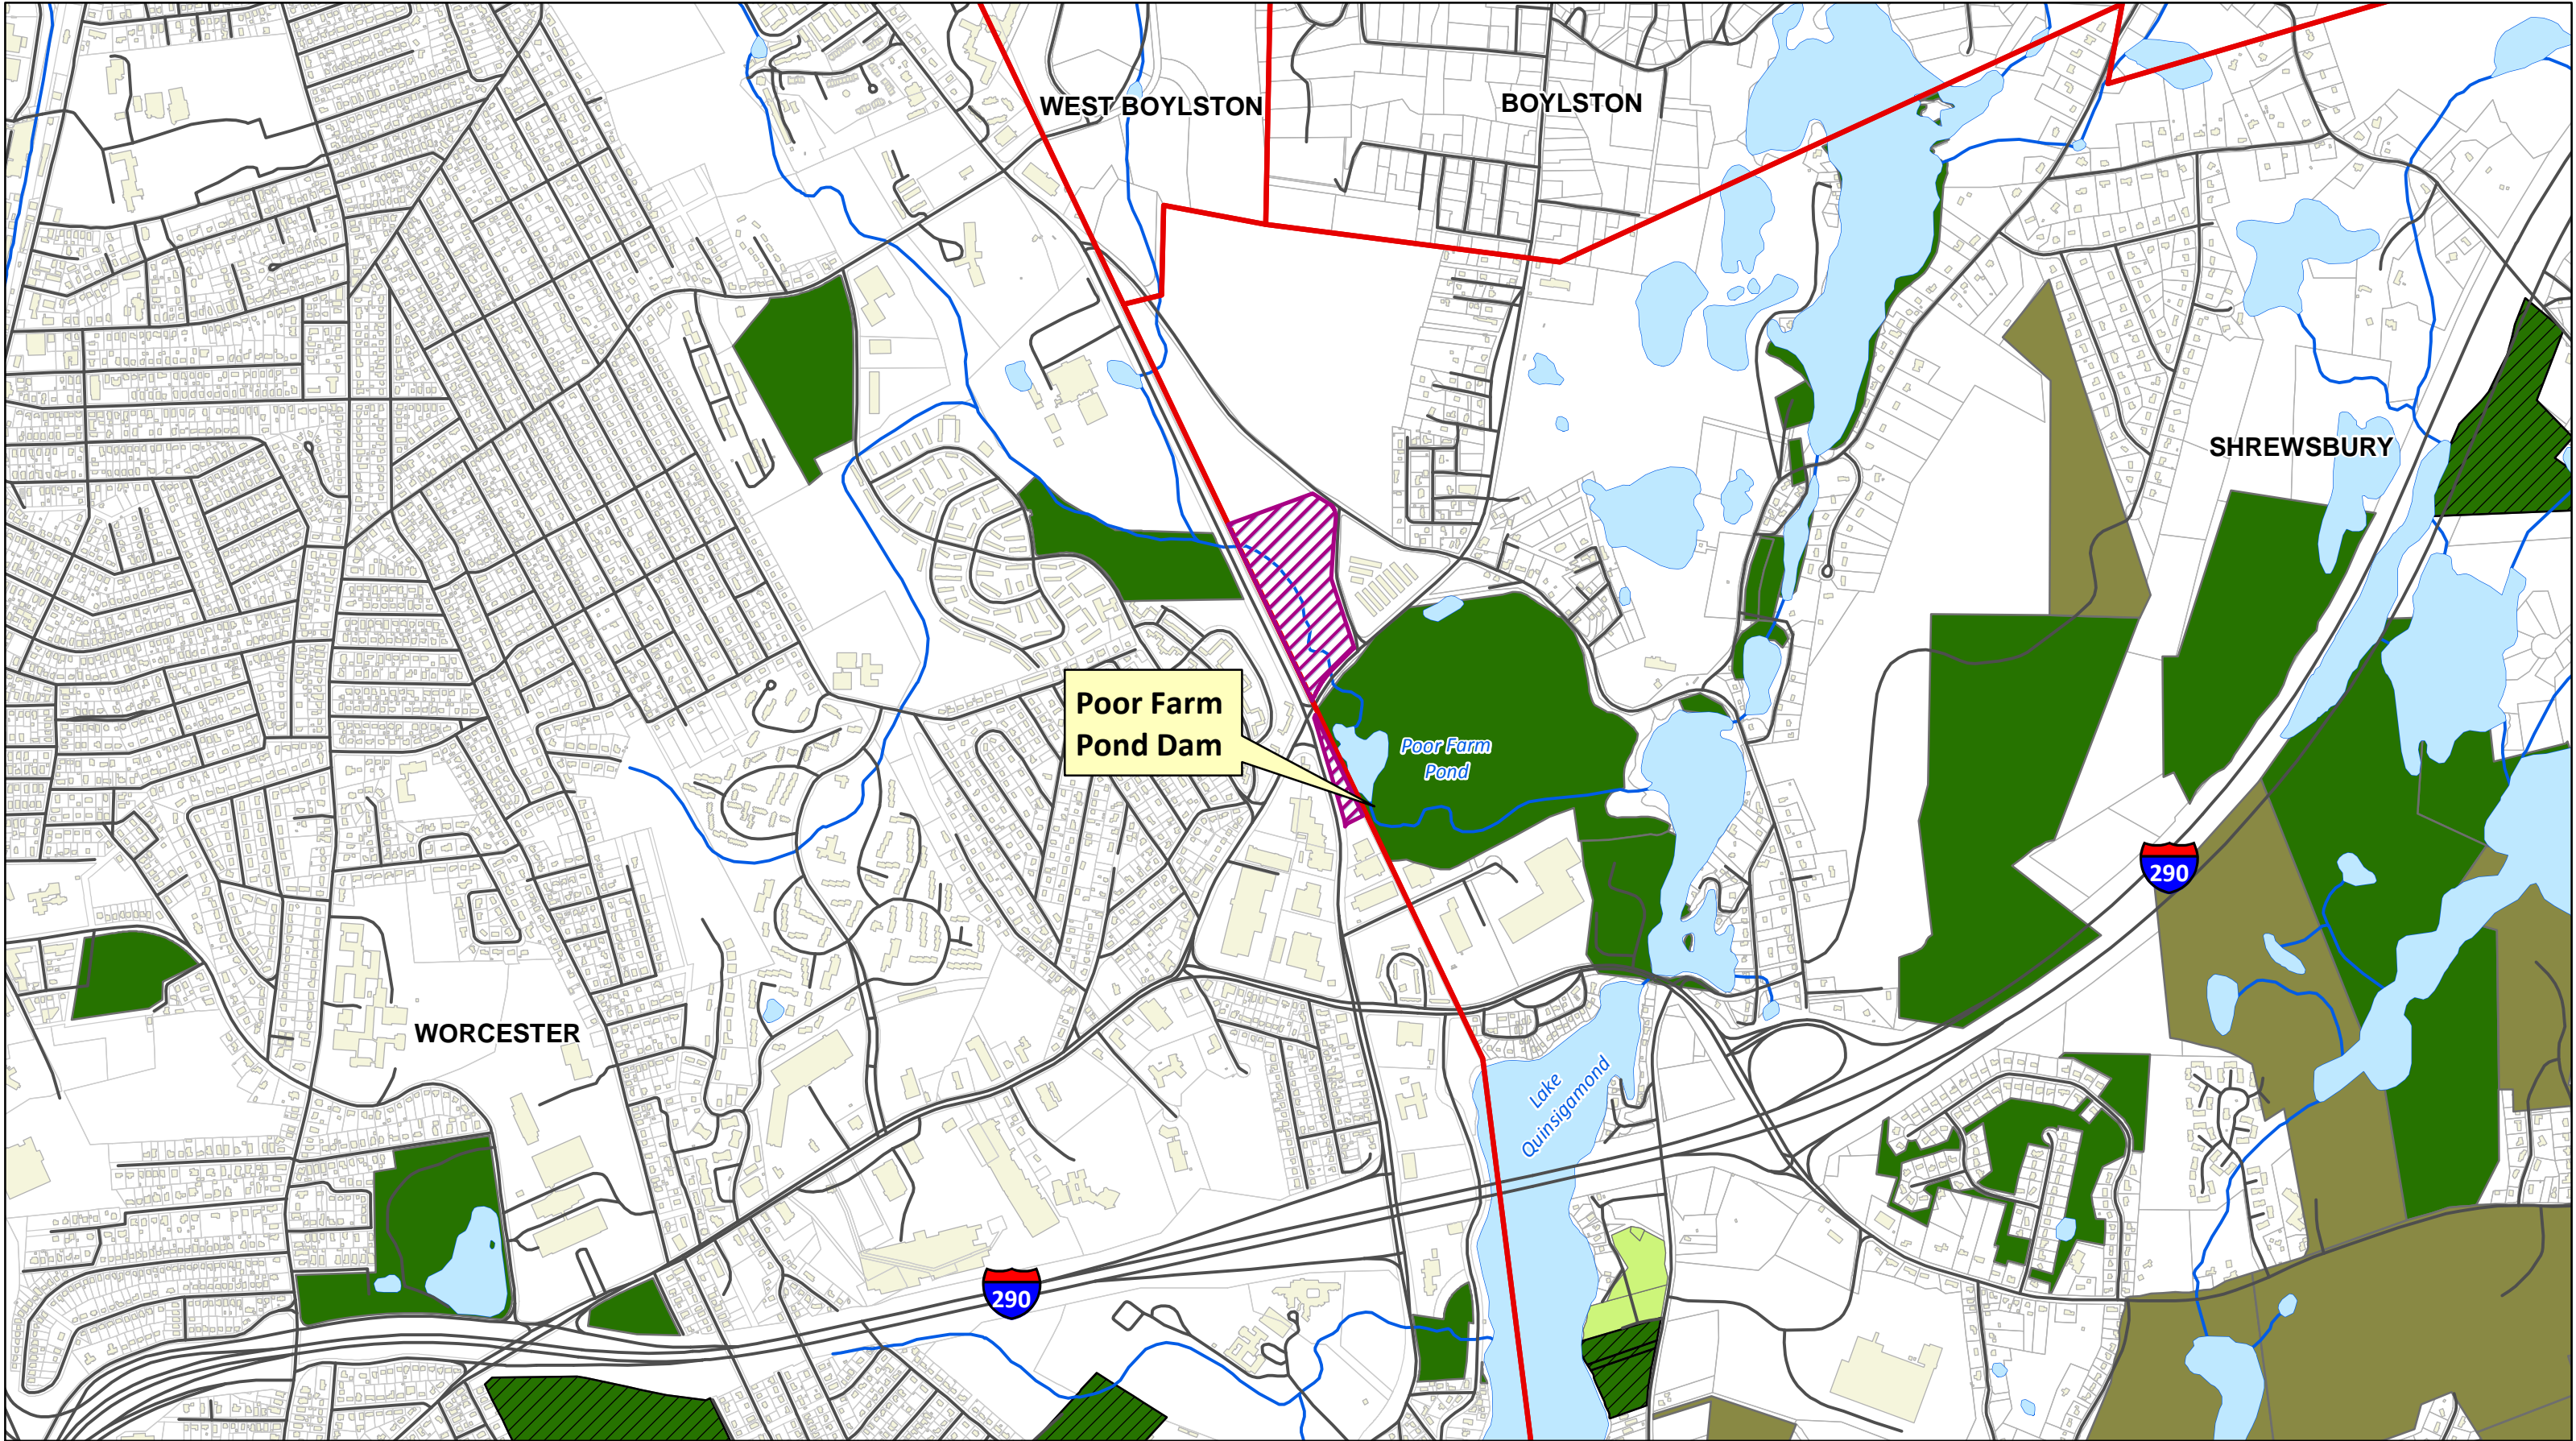 WEST BOYLSTON
BOYLSTON
SHREWSBURY
Poor Farm
Pond Dam
Poor Farm
Pond
290
WORCESTER
Lake
Quinsigamond
290